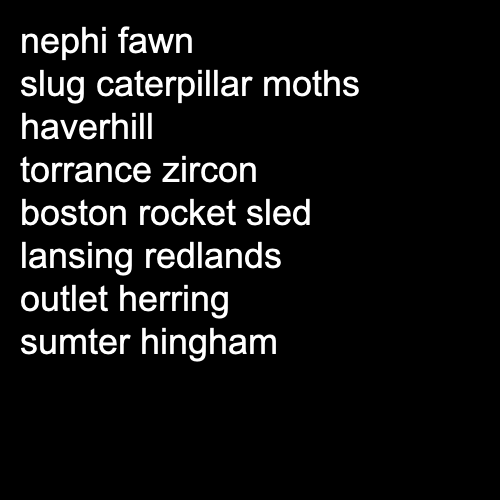 nephi fawn
slug caterpillar moths
haverhill
torrance zircon
boston rocket sled
lansing redlands
outlet herring
sumter hingham